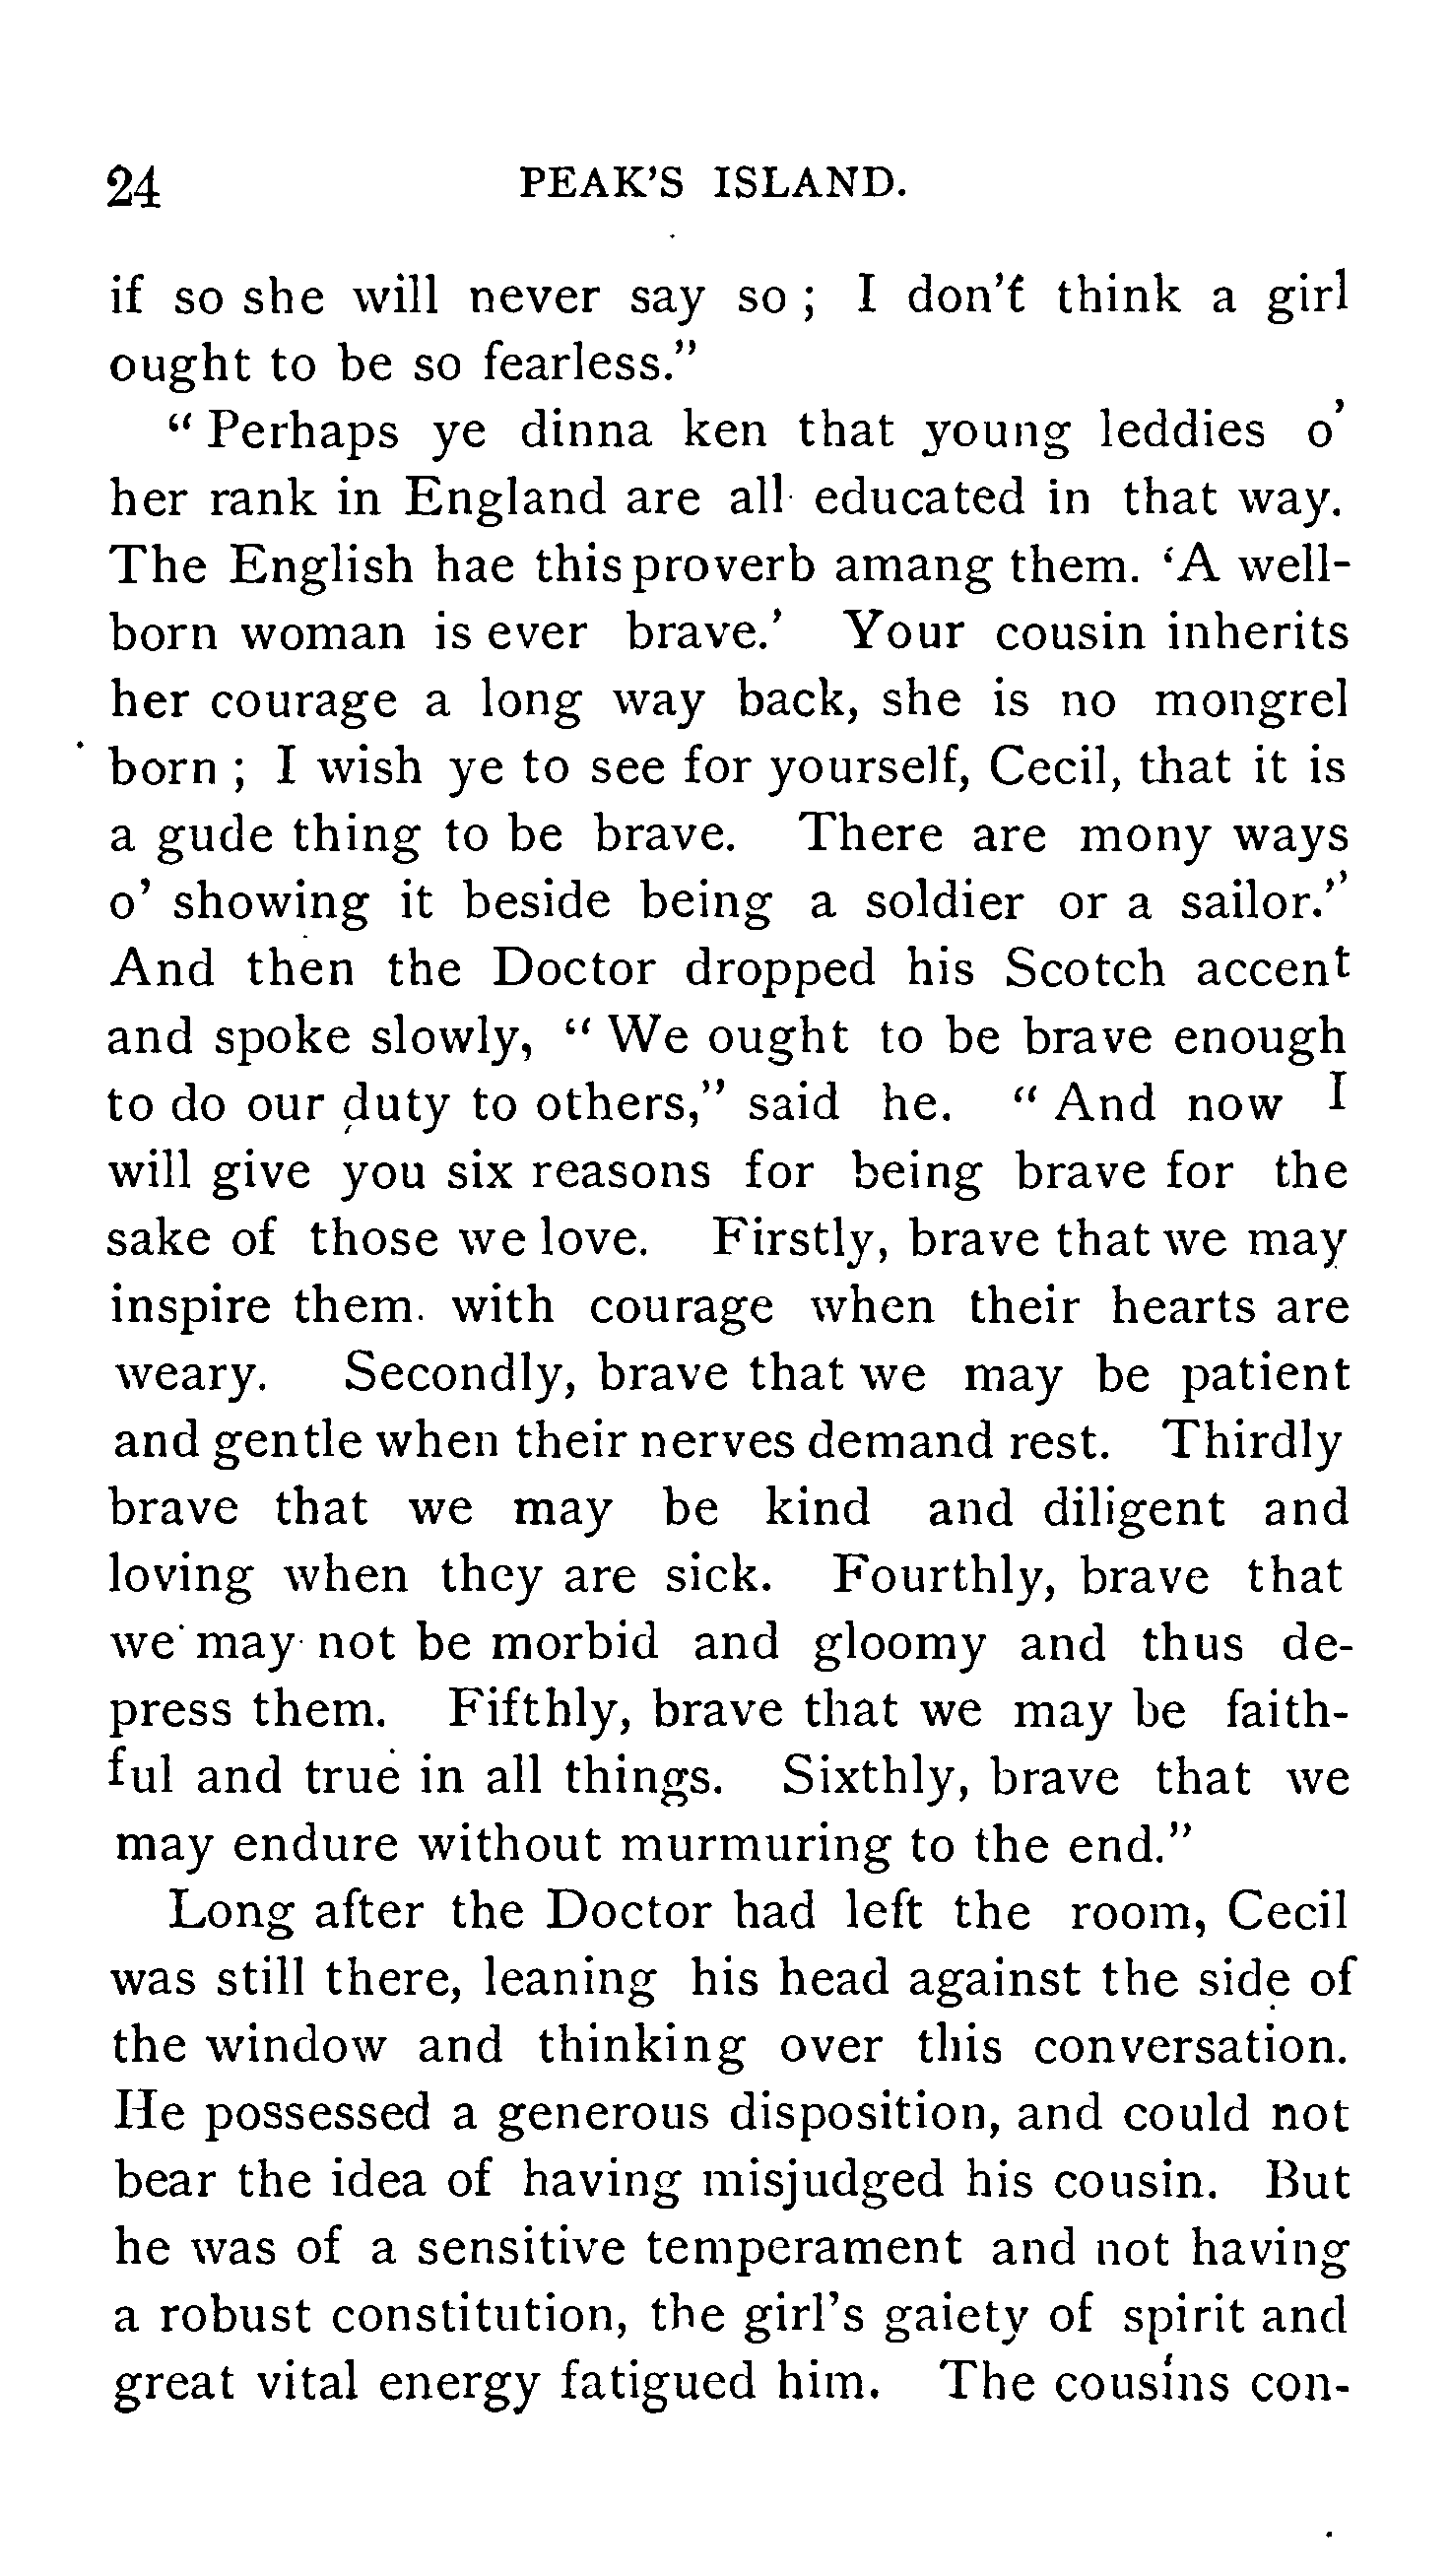 24 PEAK'S ISLAND.
if so she will never say so ; I don't think a girl
ought to be so fearless."
" Perhaps ye dinna ken that young leddies o'
her rank in England are all educated in that way.
The English hae this proverb amang them. 'A well-
born woman is ever brave.' Your cousin inherits
her courage a long way back, she is no mongrel
born ; I wish ye to see for yourself, Cecil, that it is
a gude thing to be brave. There are mony ways
o' showing it beside being a soldier or a sailor."
And then the Doctor dropped his Scotch accent
and spoke slowly, " We ought to be brave enough
to do our duty to others," said he. " And now I
will give you six reasons for being brave for the
sake of those we love. Firstly, brave that we may
inspire them. with courage when their hearts are
weary. Secondly, brave that we may be patient
and gentle when their nerves demand rest. Thirdly
brave that we may be kind and diligent and
loving when they are sick. Fourthly, brave that
we may not be morbid and gloomy and thus de-
press them. Fifthly, brave that we may be faith-
ful and true in all things. Sixthly, brave that we
may endure without murmuring to the end."
Long after the Doctor had left the room, Cecil
was still there, leaning his head against the side of
the window and thinking over this conversation.
He possessed a generous disposition, and could not
bear the idea of having misjudged his cousin. But
he was of a sensitive temperament and not having
a robust constitution, the girl's gaiety of spirit and
great vital energy fatigued him. The cousins con-